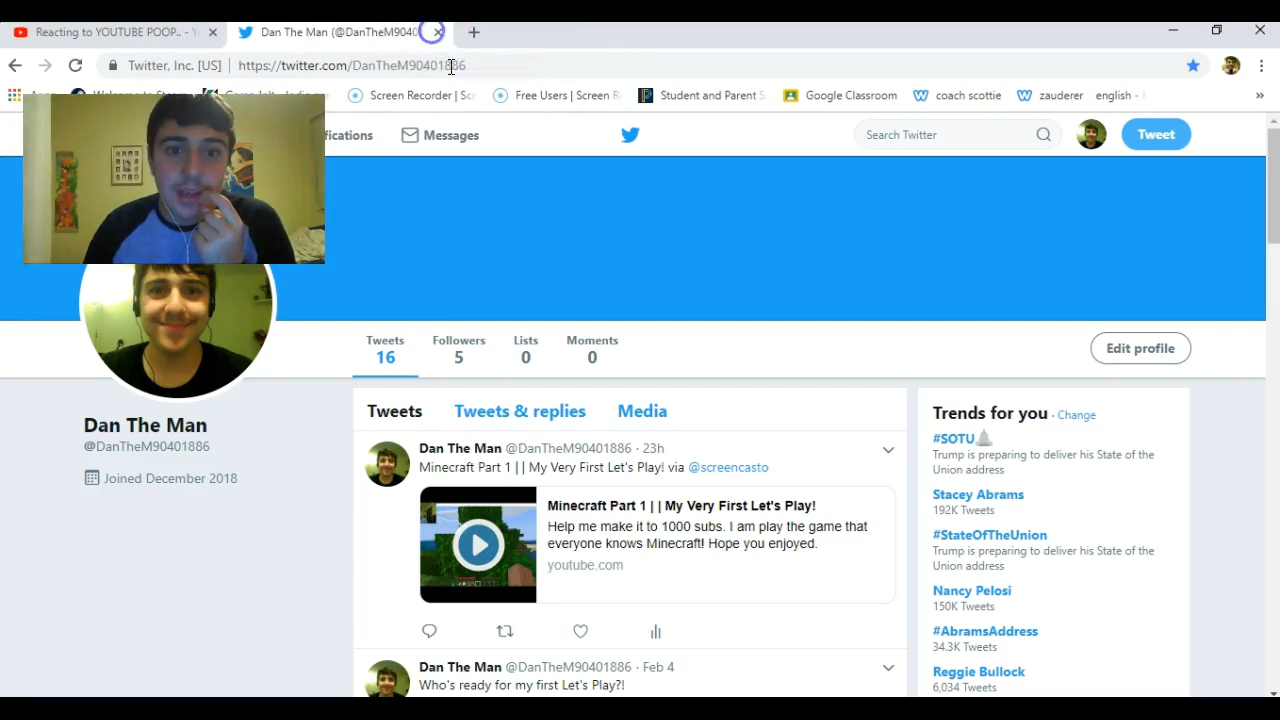 Reacting to YOUTUBE POOP.. - Y
Dan The Man (@DanTheM9040
Twitter, Inc. [US] | https://twitter.com/DanTheM90401886
Screen Recorder | Sc
Free Users | Screen R
Student and Parent S
Google Classroom
coach scottie
zauderer
english -
»
ifications
Messages
Search Twitter
Tweet
Tweets
16
Followers
5
Lists
0
Moments
0
Edit profile
Dan The Man
@DanTheM90401886
Joined December 2018
Tweets
Tweets & replies
Media
Dan The Man @DanTheM90401886 · 23h
Minecraft Part 1 | | My Very First Let's Play! via @screencasto
Minecraft Part 1 | | My Very First Let's Play!
Help me make it to 1000 subs. I am play the game that
everyone knows Minecraft! Hope you enjoyed.
youtube.com
Dan The Man @DanTheM90401886 · Feb 4
Who's ready for my first Let's Play?!
Trends for you · Change
#SOTU
Trump is preparing to deliver his State of the
Union address
Stacey Abrams
192K Tweets
#StateOfTheUnion
Trump is preparing to deliver his State of the
Union address
Nancy Pelosi
150K Tweets
#AbramsAddress
34.3K Tweets
Reggie Bullock
6,034 Tweets